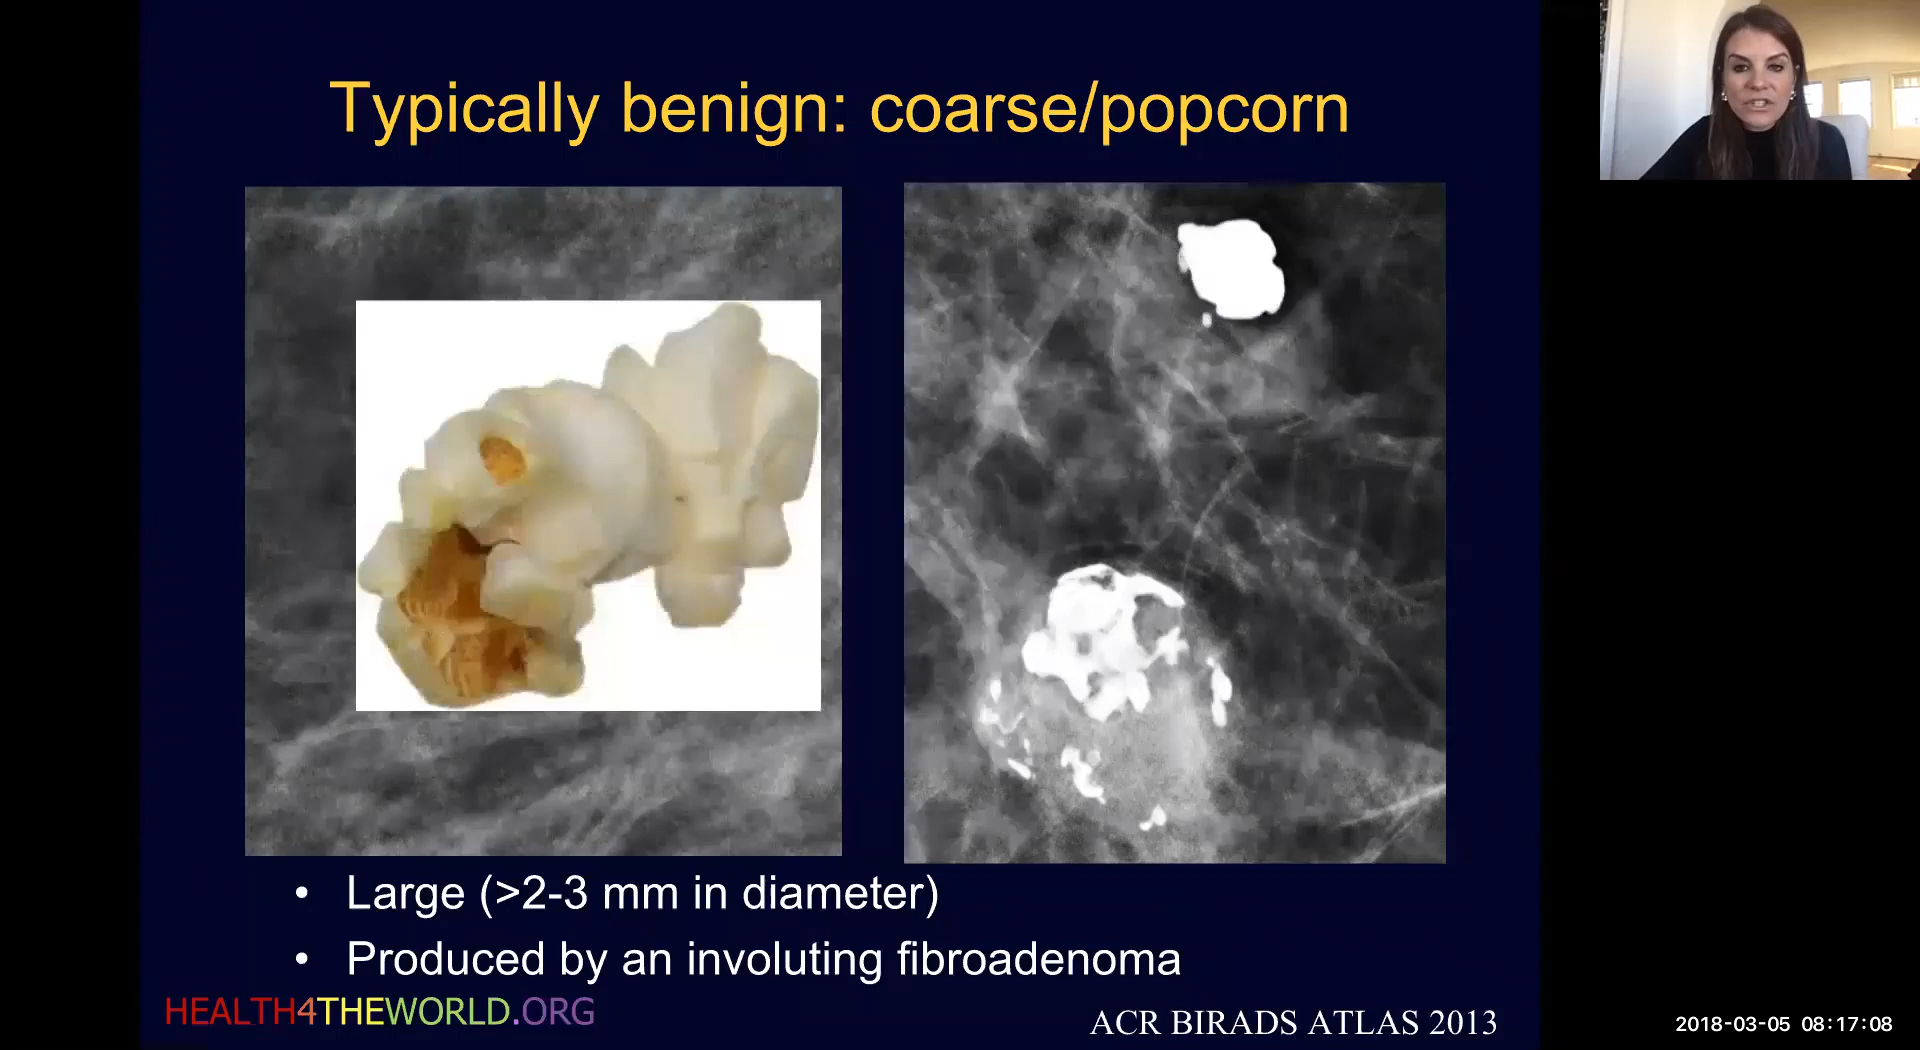 Typically benign: coarse/popcorn
• Large (>2-3 mm in diameter)
• Produced by an involuting fibroadenoma
HEALTH4THEWORLD.ORG
ACR BIRADS ATLAS 2013
2018-03-05 08:17:08